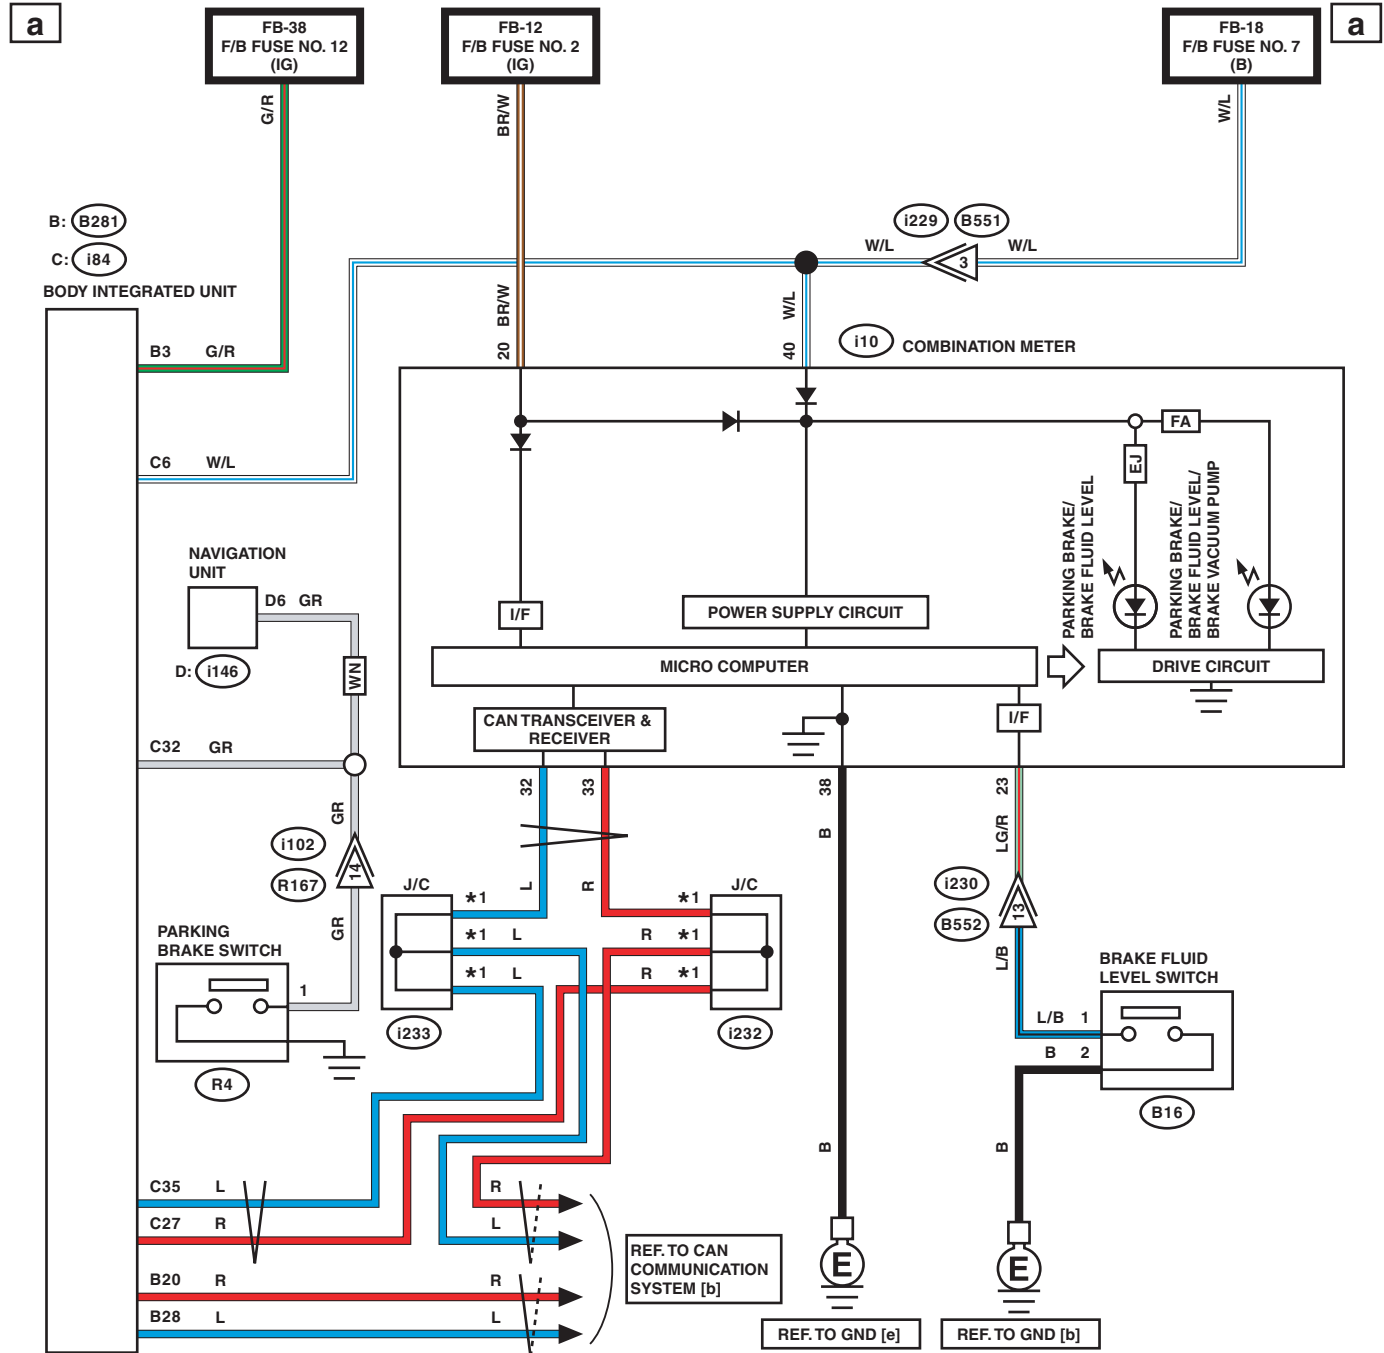 a
FB-38
F/B FUSE NO. 12
(IG)
FB-12
F/B FUSE NO. 2
(IG)
FB-18
F/B FUSE NO. 7
(B)
a
G/R
BR/W
W/L
B: B281
C: i84
BODY INTEGRATED UNIT
i229 B551
W/L 3 W/L
BR/W
W/L
20
40
i10 COMBINATION METER
B3 G/R
C6 W/L
FA
EJ
PARKING BRAKE/
BRAKE FLUID LEVEL
PARKING BRAKE/
BRAKE FLUID LEVEL/
BRAKE VACUUM PUMP
NAVIGATION
UNIT
D6 GR
D: i146
WN
I/F
POWER SUPPLY CIRCUIT
MICRO COMPUTER
DRIVE CIRCUIT
CAN TRANSCEIVER &
RECEIVER
I/F
C32 GR
GR
i102
R167
14
GR
32
33
38
23
B
LG/R
L
R
i230
B552
13
L/B
J/C
*1
*1 L
*1 L
i233
J/C
*1
R *1
R *1
i232
PARKING
BRAKE SWITCH
1
R4
BRAKE FLUID
LEVEL SWITCH
L/B 1
B 2
B16
B
B
C35 L
C27 R
B20 R
B28 L
R
L
R
L
REF. TO CAN
COMMUNICATION
SYSTEM [b]
E
E
REF. TO GND [e]
REF. TO GND [b]